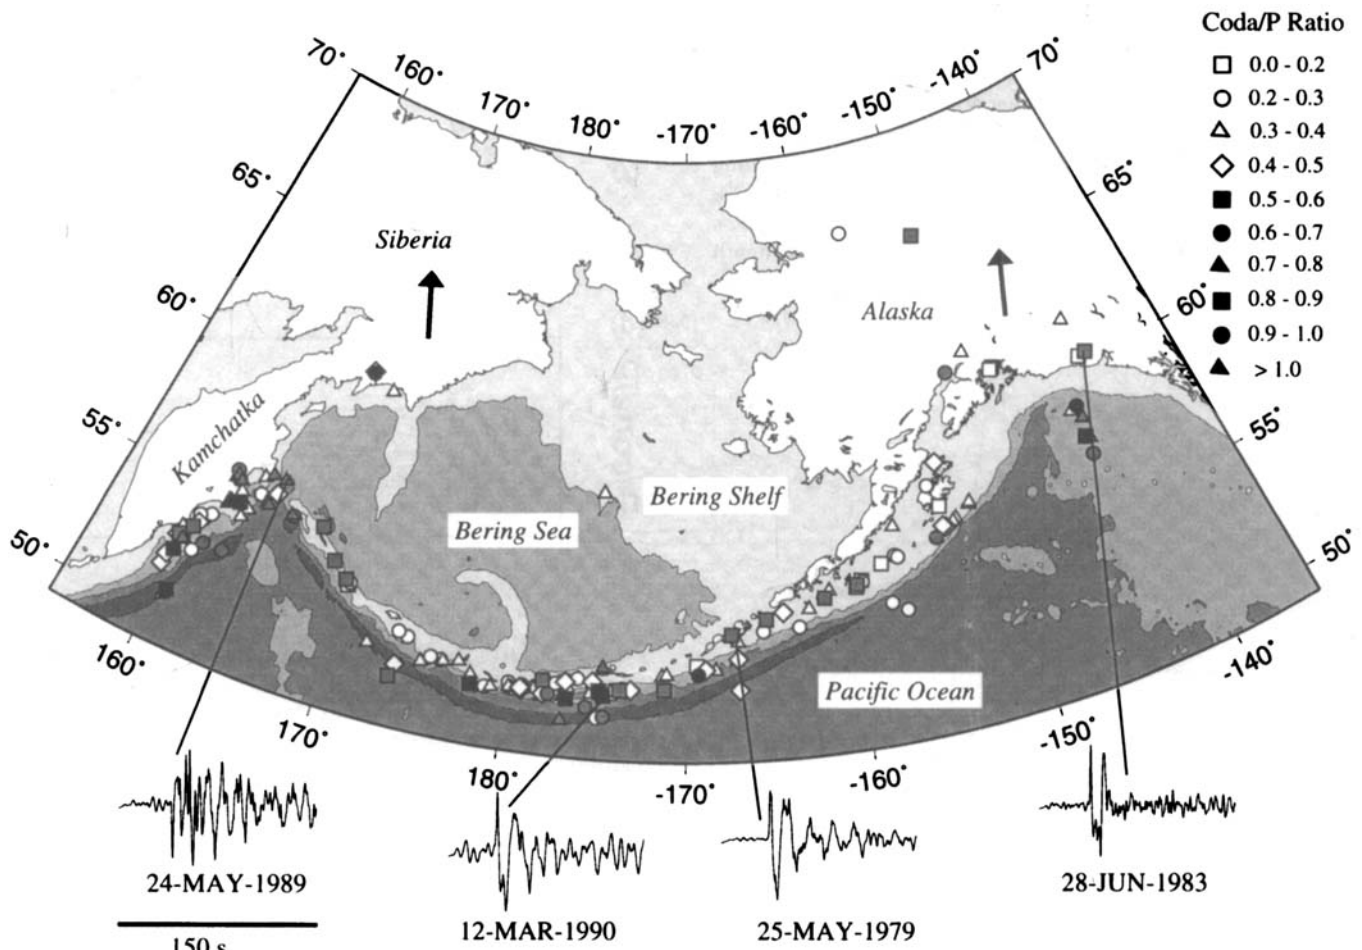 Coda/P Ratio
0.0 - 0.2
0.2 - 0.3
0.3 - 0.4
0.4 - 0.5
0.5 - 0.6
0.6 - 0.7
0.7 - 0.8
0.8 - 0.9
0.9 - 1.0
> 1.0
70˚ 160˚ 170˚ 180˚ -170˚ -160˚ -150˚ -140˚ 70˚
65˚ 65˚
Siberia
60˚ Alaska 60˚
Kamchatka
55˚ 55˚
Bering Shelf
Bering Sea
50˚ 50˚
Pacific Ocean
160˚ 170˚ 180˚ -170˚ -160˚ -150˚ -140˚
24-MAY-1989
12-MAR-1990
25-MAY-1979
28-JUN-1983
150 s